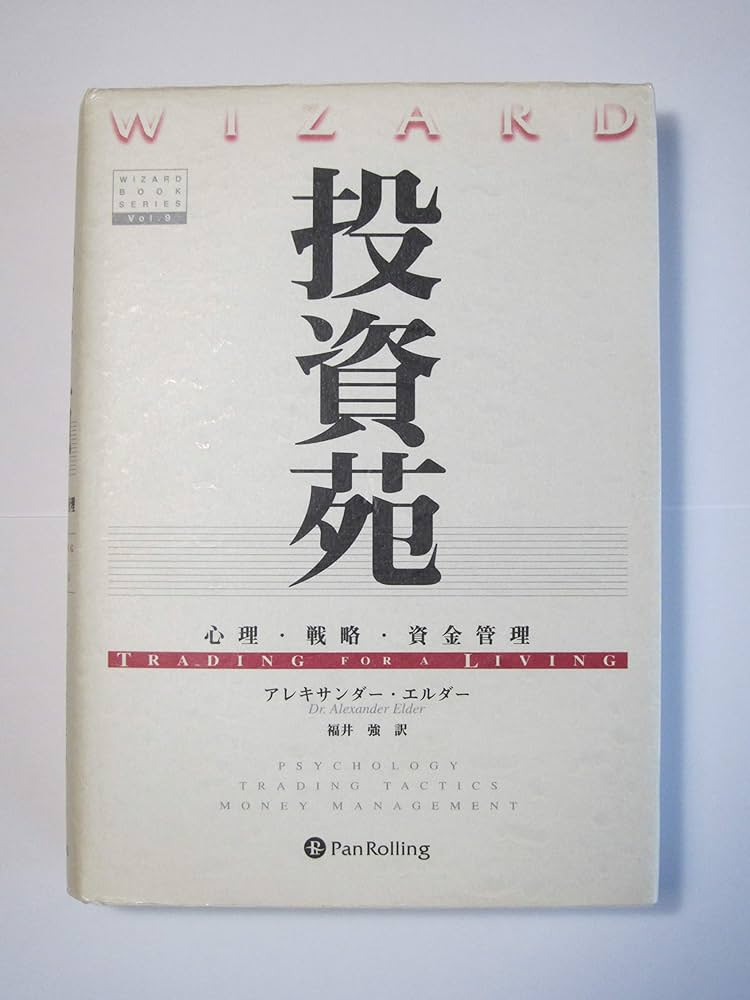 WIZARD
WIZARD
BOOK
SERIES
Vol.9
投資苑
心理・戦略・資金管理
TRADING FOR A LIVING
アレキサンダー・エルダー
Dr. Alexander Elder
福井 強 訳
PSYCHOLOGY
TRADING TACTICS
MONEY MANAGEMENT
PanRolling